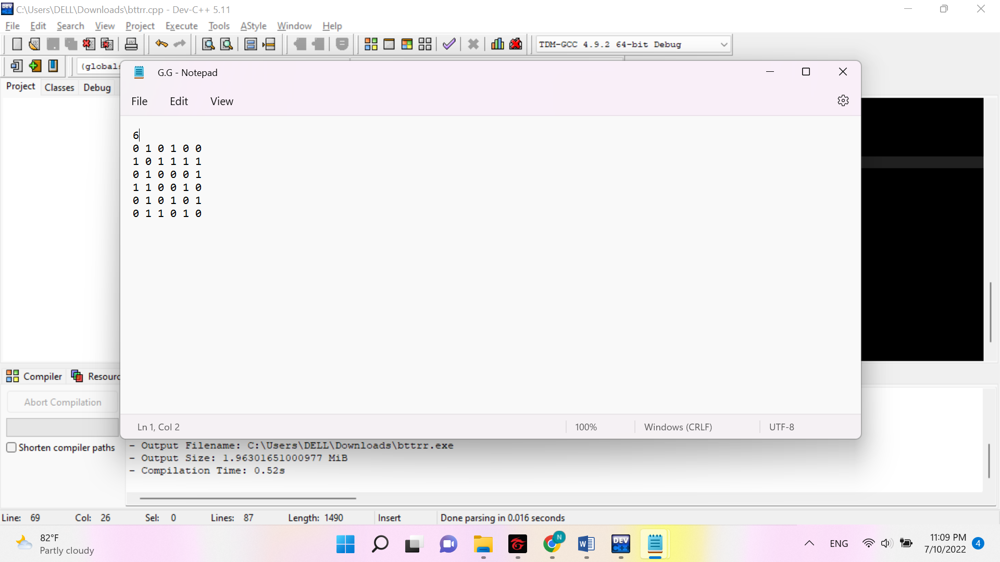 C:\Users\DELL\Downloads\bttrr.cpp - Dev-C++ 5.11
File Edit Search View Project Execute Tools AStyle Window Help
TDM-GCC 4.9.2 64-bit Debug
(globals
Project Classes Debug
G.G - Notepad
File Edit View
6
0 1 0 1 0 0
1 0 1 1 1 1
0 1 0 0 0 1
1 1 0 0 1 0
0 1 0 1 0 1
0 1 1 0 1 0
Ln 1, Col 2 100% Windows (CRLF) UTF-8
Compiler Resourc
Abort Compilation
Shorten compiler paths
- Output Filename: C:\Users\DELL\Downloads\bttrr.exe
- Output Size: 1.96301651000977 MiB
- Compilation Time: 0.52s
Line: 69 Col: 26 Sel: 0 Lines: 87 Length: 1490 Insert Done parsing in 0.016 seconds
82°F
Partly cloudy
N
W
DEV
C++
ENG
11:09 PM
7/10/2022
4